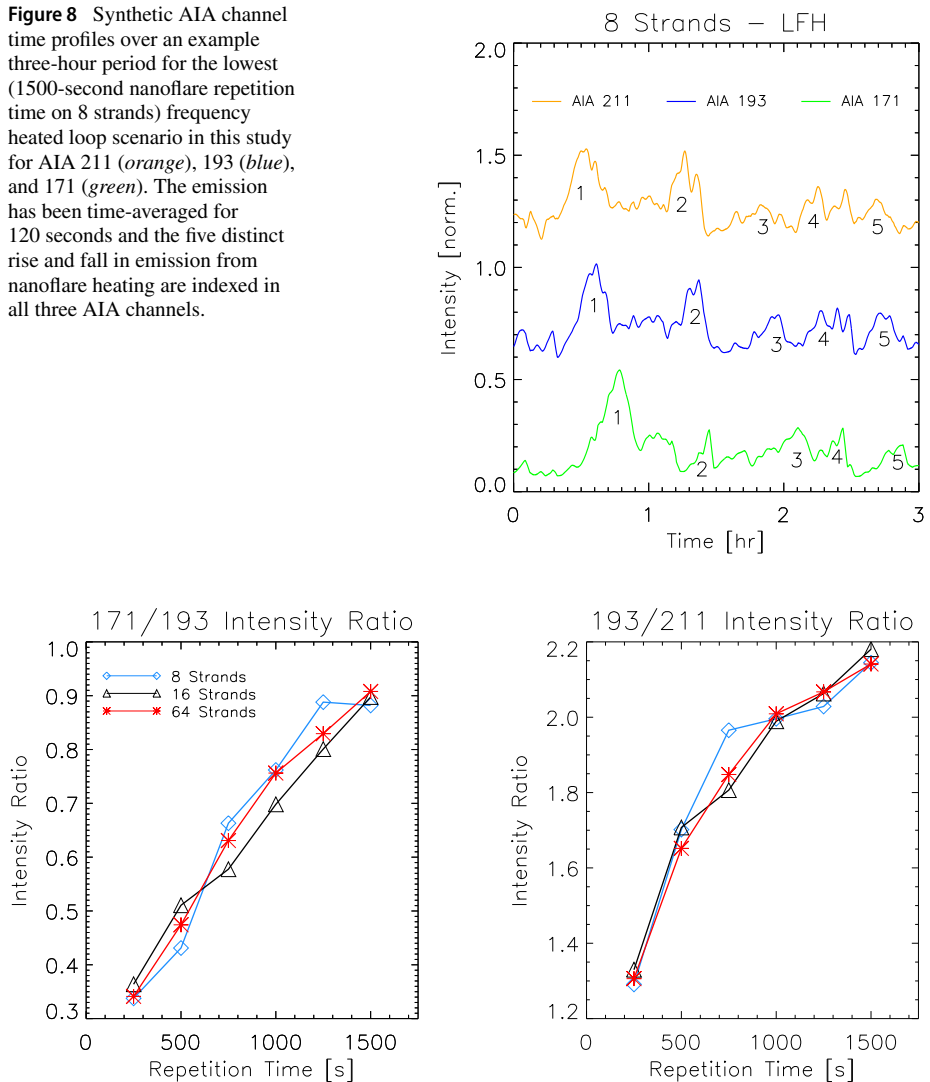 Figure 8 Synthetic AIA channel
time profiles over an example
three-hour period for the lowest
(1500-second nanoflare repetition
time on 8 strands) frequency
heated loop scenario in this study
for AIA 211 (orange), 193 (blue),
and 171 (green). The emission
has been time-averaged for
120 seconds and the five distinct
rise and fall in emission from
nanoflare heating are indexed in
all three AIA channels.
8 Strands – LFH
2.0
AIA 211 AIA 193 AIA 171
1.5
1 2 3 4 5
1.0
1 2 3 4 5
0.5
1 2 3 4 5
0.0
Intensity [norm.]
0 1 2 3
Time [hr]
171/193 Intensity Ratio
1.0
0.9
0.8
0.7
0.6
0.5
0.4
0.3
8 Strands
16 Strands
64 Strands
Intensity Ratio
0 500 1000 1500
Repetition Time [s]
193/211 Intensity Ratio
2.2
2.0
1.8
1.6
1.4
1.2
Intensity Ratio
0 500 1000 1500
Repetition Time [s]